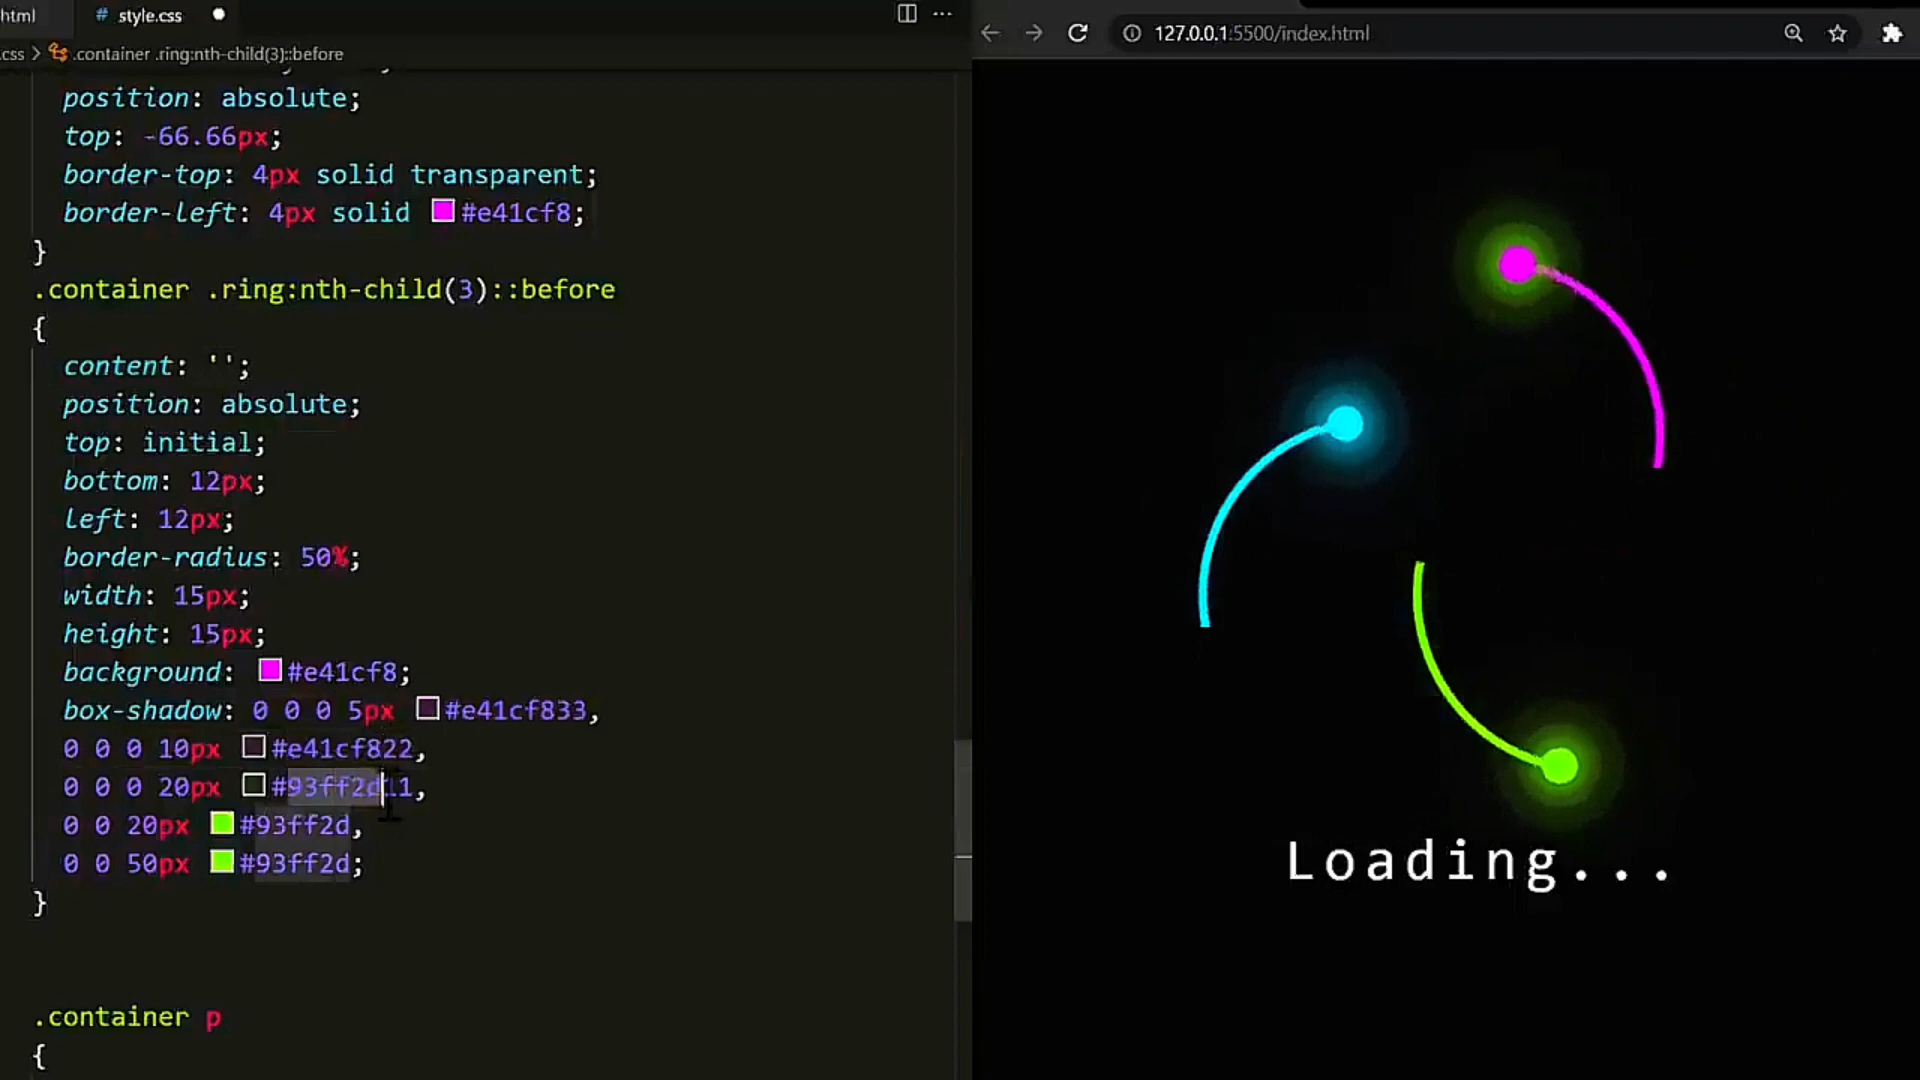 html
# style.css
127.0.0.1:5500/index.html
.css > .container .ring:nth-child(3)::before
position: absolute;
top: -66.66px;
border-top: 4px solid transparent;
border-left: 4px solid #e41cf8;
}
.container .ring:nth-child(3)::before
{
content: '';
position: absolute;
top: initial;
bottom: 12px;
left: 12px;
border-radius: 50%;
width: 15px;
height: 15px;
background: #e41cf8;
box-shadow: 0 0 0 5px #e41cf833,
0 0 0 10px #e41cf822,
0 0 0 20px #93ff2d11,
0 0 20px #93ff2d,
0 0 50px #93ff2d;
}
.container p
{
Loading...